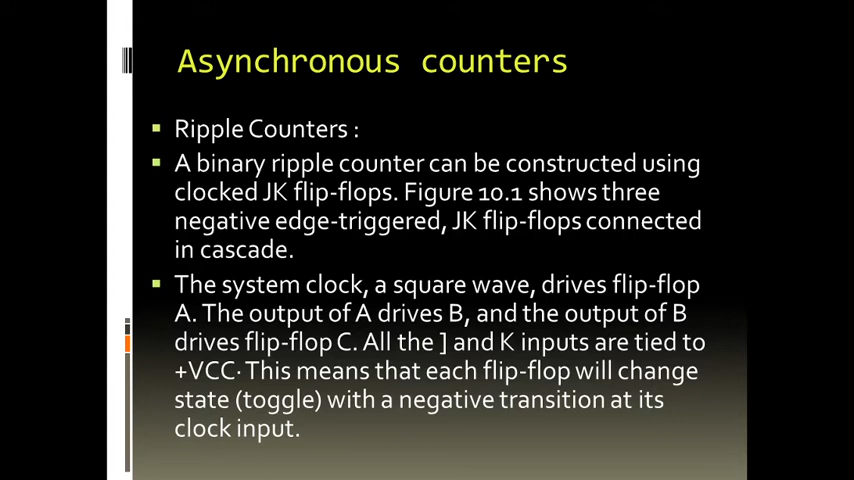 Asynchronous counters
Ripple Counters :
A binary ripple counter can be constructed using
clocked JK flip-flops. Figure 10.1 shows three
negative edge-triggered, JK flip-flops connected
in cascade.
The system clock, a square wave, drives flip-flop
A. The output of A drives B, and the output of B
drives flip-flop C. All the ] and K inputs are tied to
+VCC· This means that each flip-flop will change
state (toggle) with a negative transition at its
clock input.